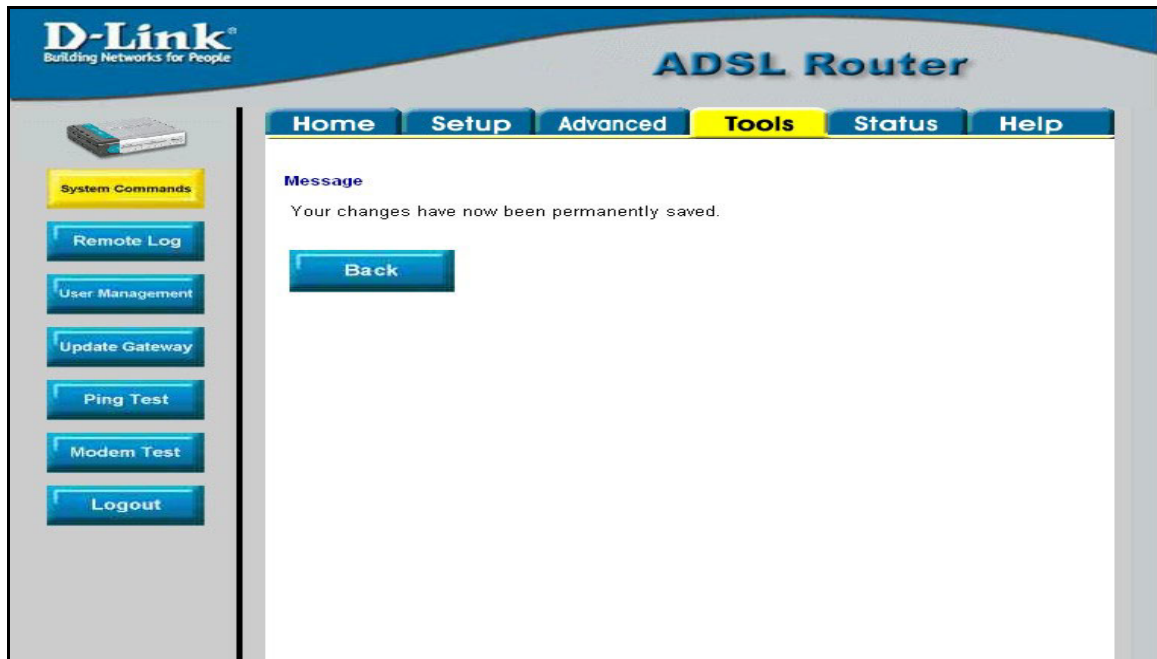 D-Link®
Building Networks for People
ADSL Router
Home Setup Advanced Tools Status Help
System Commands
Remote Log
User Management
Update Gateway
Ping Test
Modem Test
Logout
Message
Your changes have now been permanently saved.
Back